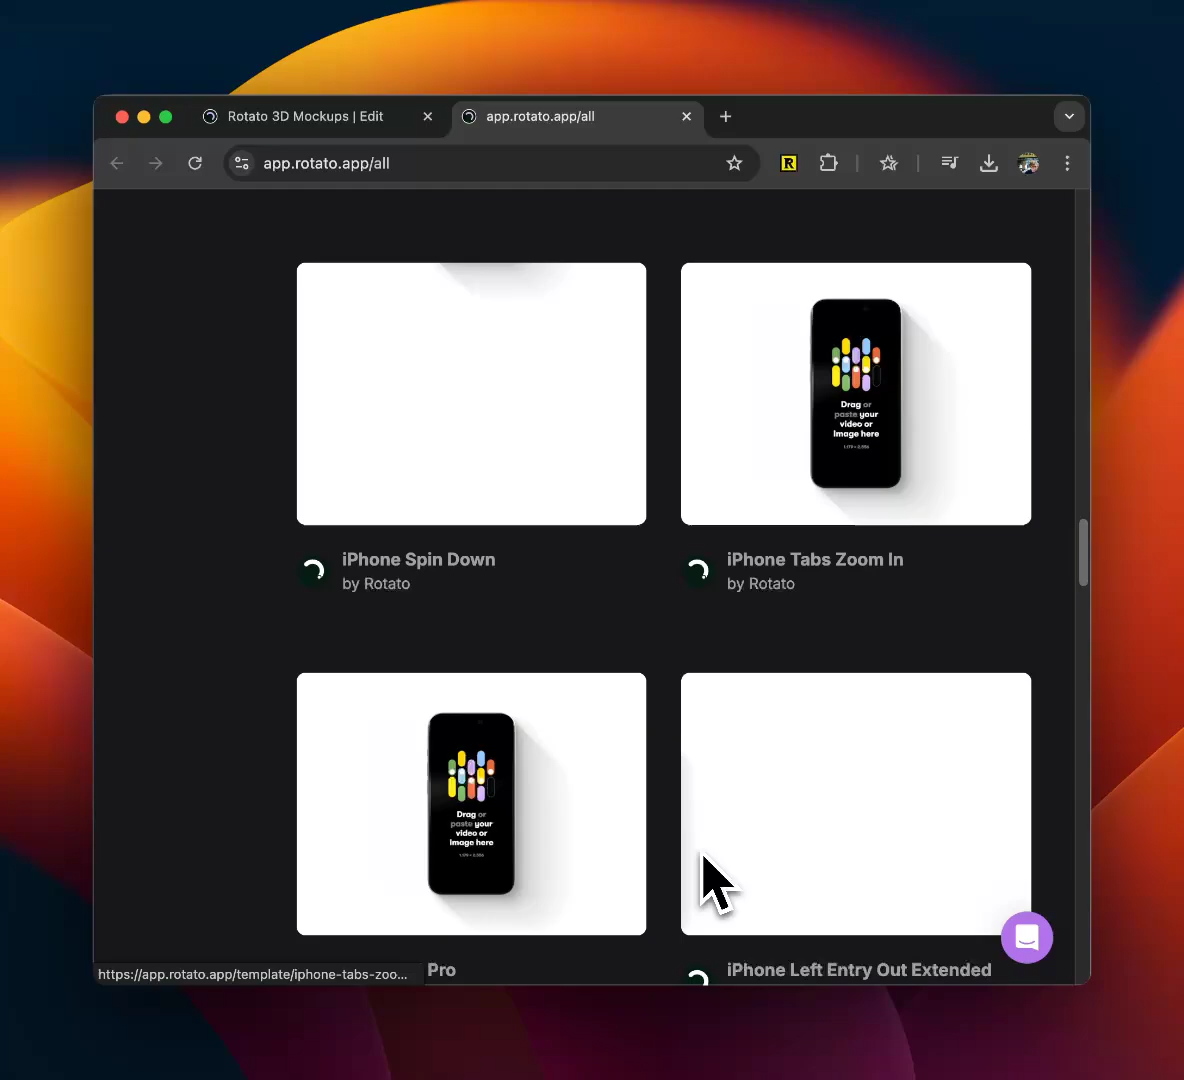 Rotato 3D Mockups | Edit
app.rotato.app/all
app.rotato.app/all
R
Drag or
paste your
video or
image here
iPhone Spin Down
by Rotato
iPhone Tabs Zoom In
by Rotato
Drag or
paste your
video or
image here
https://app.rotato.app/template/iphone-tabs-zoo...
Pro
iPhone Left Entry Out Extended